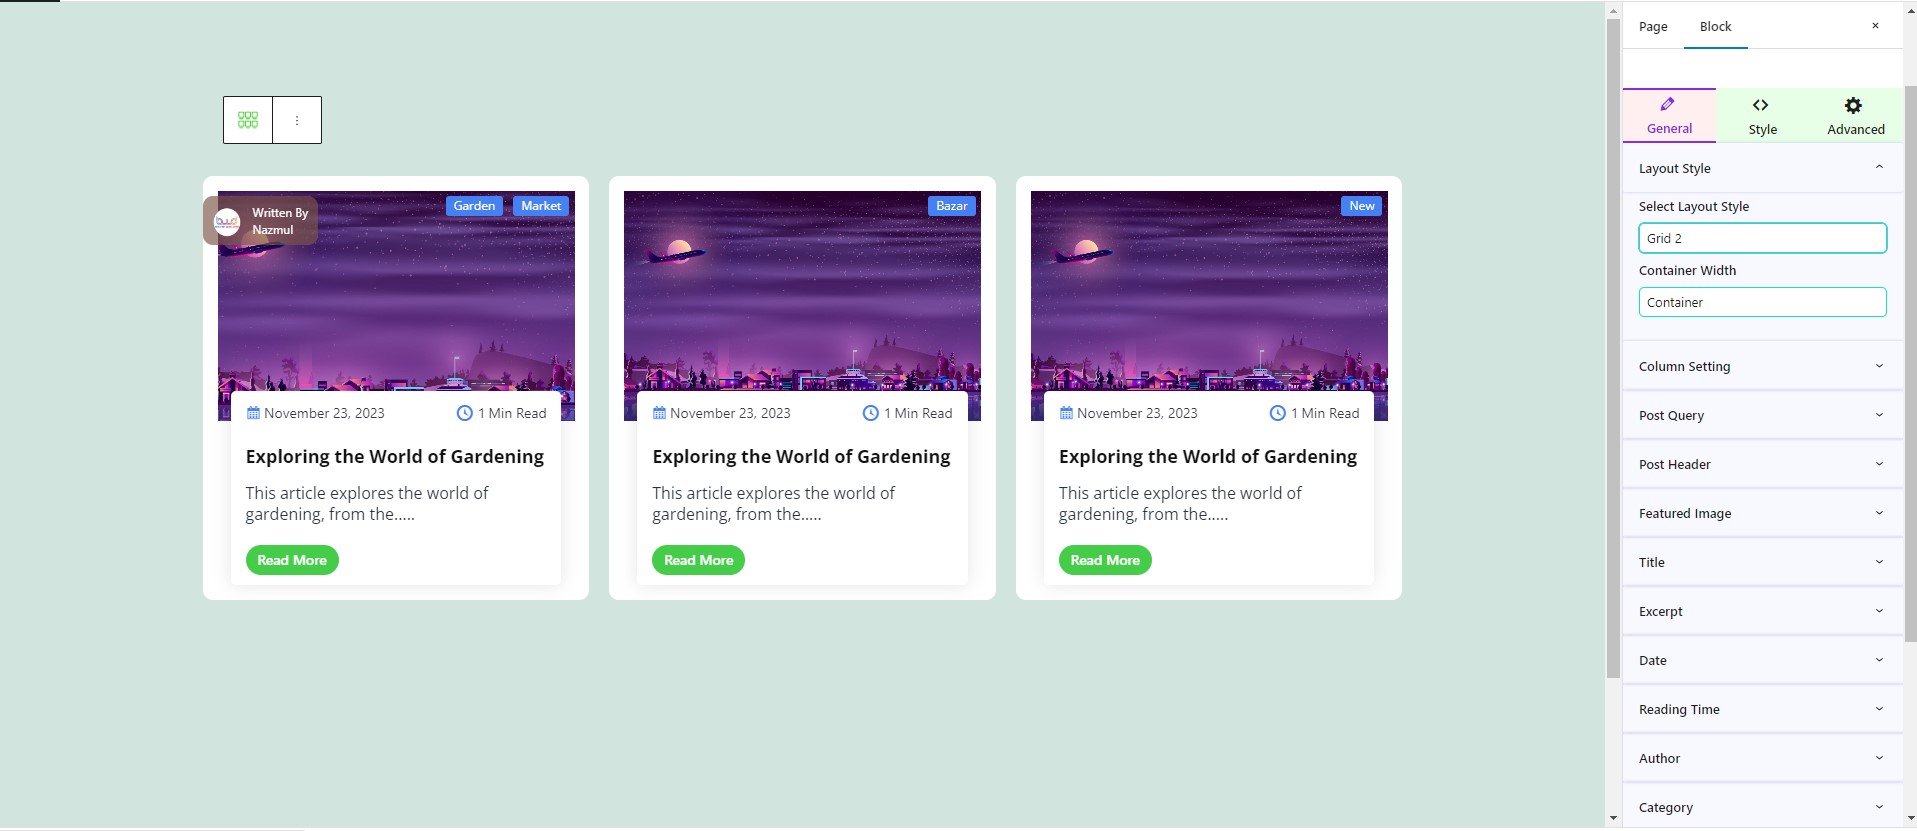 Page
Block
×
General
Style
Advanced
Layout Style
Select Layout Style
Grid 2
Container Width
Container
Column Setting
Post Query
Post Header
Featured Image
Title
Excerpt
Date
Reading Time
Author
Category
Written By
Nazmul
Garden
Market
November 23, 2023
1 Min Read
Exploring the World of Gardening
This article explores the world of
gardening, from the.....
Read More
Bazar
November 23, 2023
1 Min Read
Exploring the World of Gardening
This article explores the world of
gardening, from the.....
Read More
New
November 23, 2023
1 Min Read
Exploring the World of Gardening
This article explores the world of
gardening, from the.....
Read More